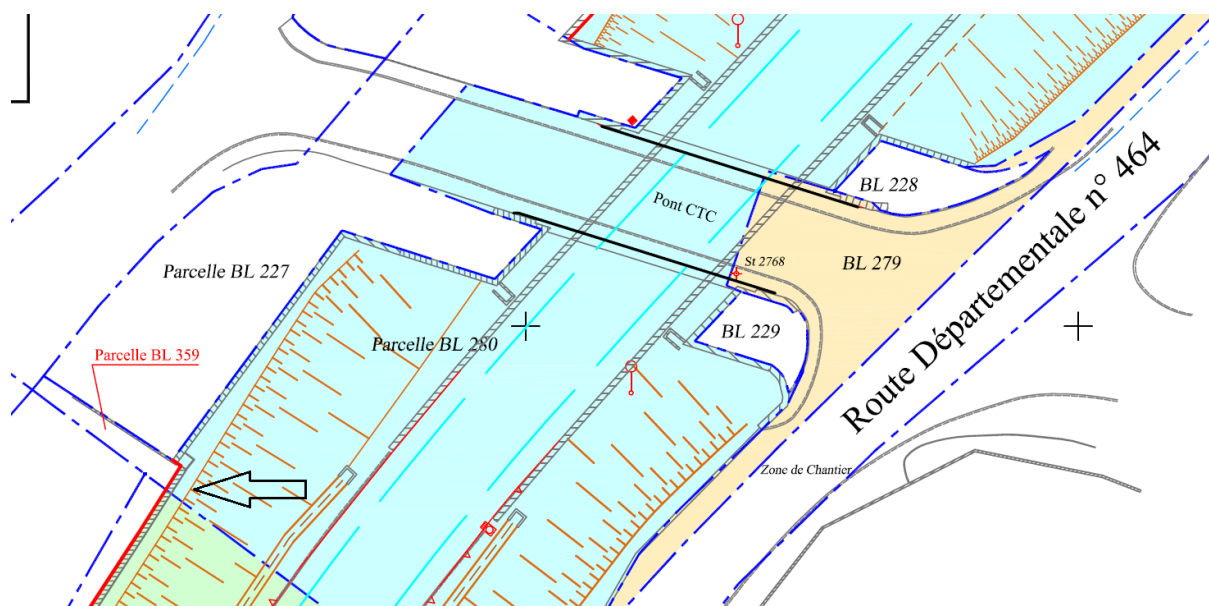 BL 228
Pont CTC
St 2768
BL 279
Parcelle BL 227
Route Départementale n° 464
BL 229
Parcelle BL 280
Parcelle BL 359
Zone de Chantier